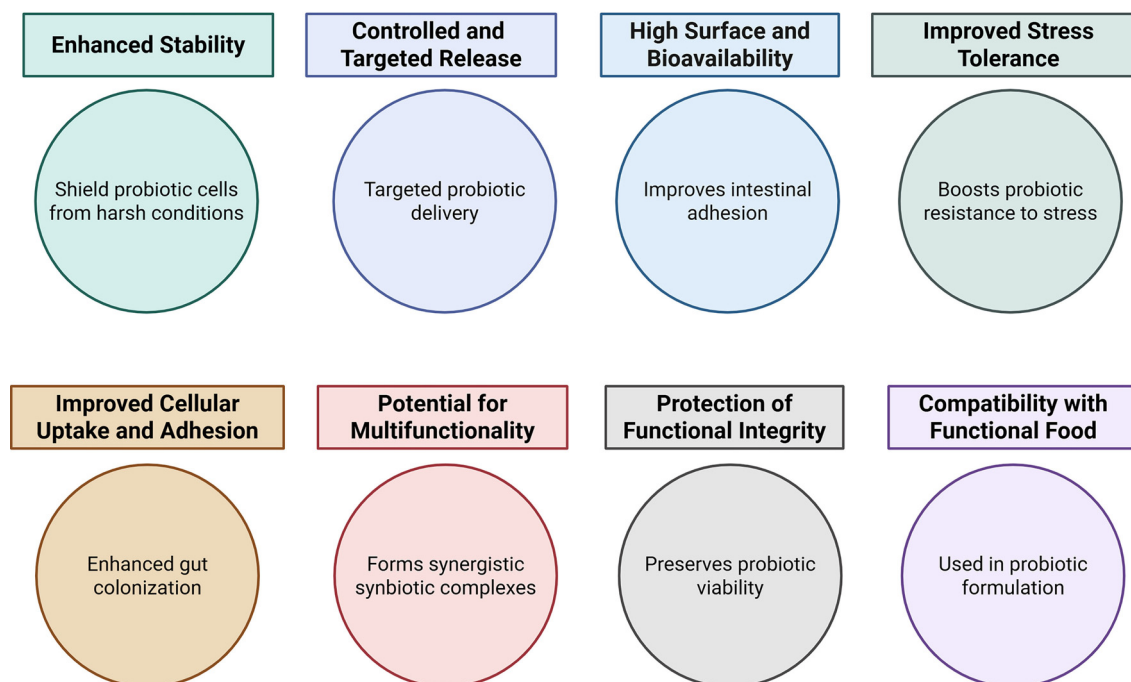 Enhanced Stability
Controlled and
Targeted Release
High Surface and
Bioavailability
Improved Stress
Tolerance
Shield probiotic cells
from harsh conditions
Targeted probiotic
delivery
Improves intestinal
adhesion
Boosts probiotic
resistance to stress
Improved Cellular
Uptake and Adhesion
Potential for
Multifunctionality
Protection of
Functional Integrity
Compatibility with
Functional Food
Enhanced gut
colonization
Forms synergistic
synbiotic complexes
Preserves probiotic
viability
Used in probiotic
formulation